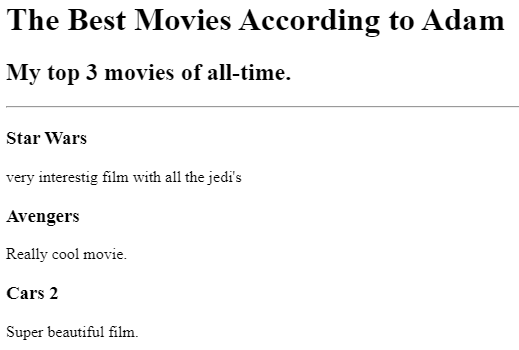 The Best Movies According to Adam
My top 3 movies of all-time.
Star Wars
very interestig film with all the jedi's
Avengers
Really cool movie.
Cars 2
Super beautiful film.